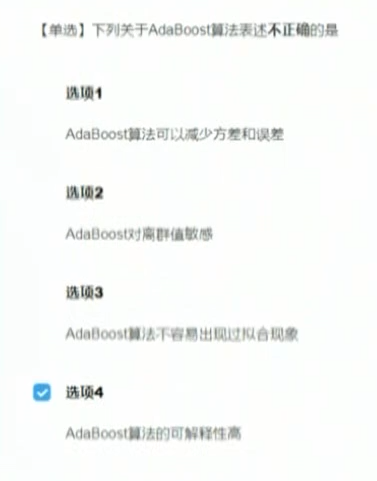 【单选】下列关于AdaBoost算法表述不正确的是
选项1
AdaBoost算法可以减少方差和误差
选项2
AdaBoost对离群值敏感
选项3
AdaBoost算法不容易出现过拟合现象
选项4
AdaBoost算法的可解释性高